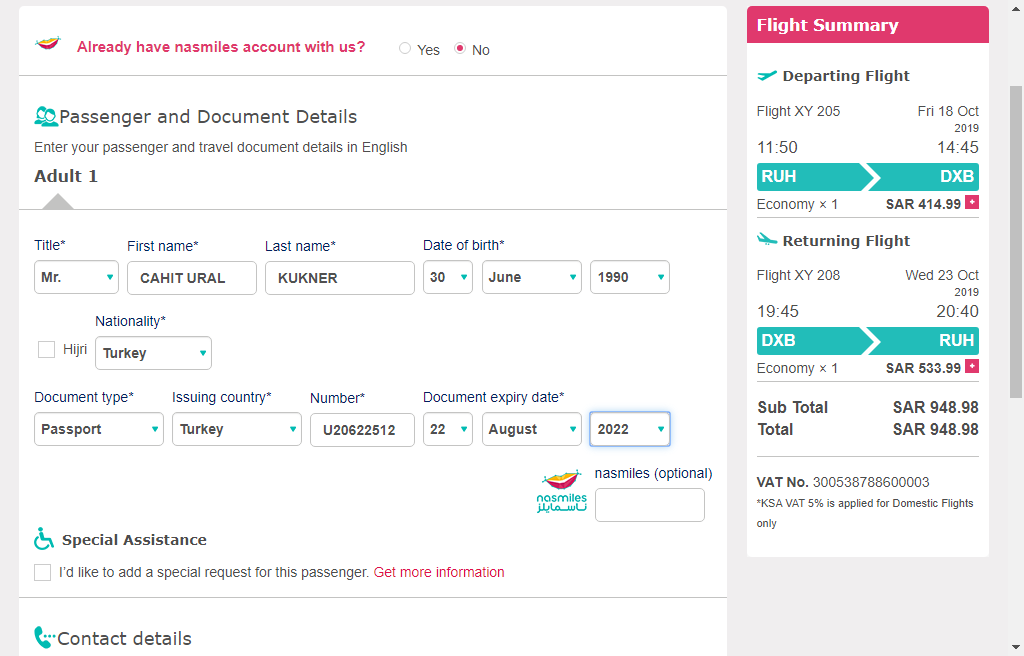 Already have nasmiles account with us?
Yes
No
Passenger and Document Details
Enter your passenger and travel document details in English
Adult 1
Title*
First name*
Last name*
Date of birth*
Mr.
CAHIT URAL
KUKNER
30
June
1990
Nationality*
Hijri
Turkey
Document type*
Issuing country*
Number*
Document expiry date*
Passport
Turkey
U20622512
22
August
2022
nasmiles
ناسمايلز
nasmiles (optional)
Special Assistance
I'd like to add a special request for this passenger. Get more information
Contact details
Flight Summary
Departing Flight
Flight XY 205
Fri 18 Oct
2019
11:50
14:45
RUH
DXB
Economy × 1
SAR 414.99 +
Returning Flight
Flight XY 208
Wed 23 Oct
2019
19:45
20:40
DXB
RUH
Economy × 1
SAR 533.99 +
Sub Total
SAR 948.98
Total
SAR 948.98
VAT No. 300538788600003
*KSA VAT 5% is applied for Domestic Flights
only